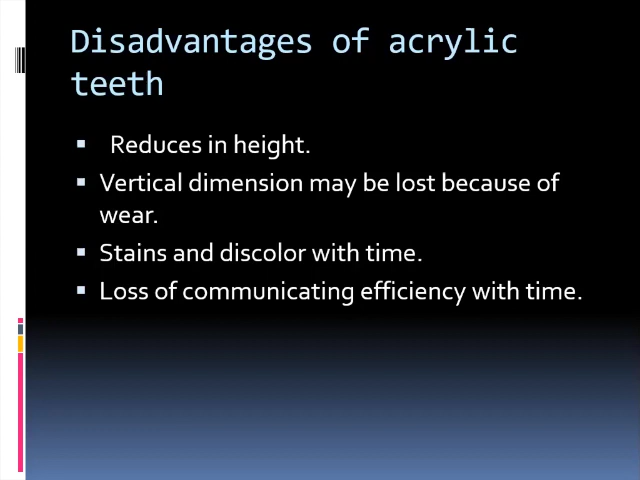 Disadvantages of acrylic
teeth
▪ Reduces in height.
▪ Vertical dimension may be lost because of
wear.
▪ Stains and discolor with time.
▪ Loss of communicating efficiency with time.